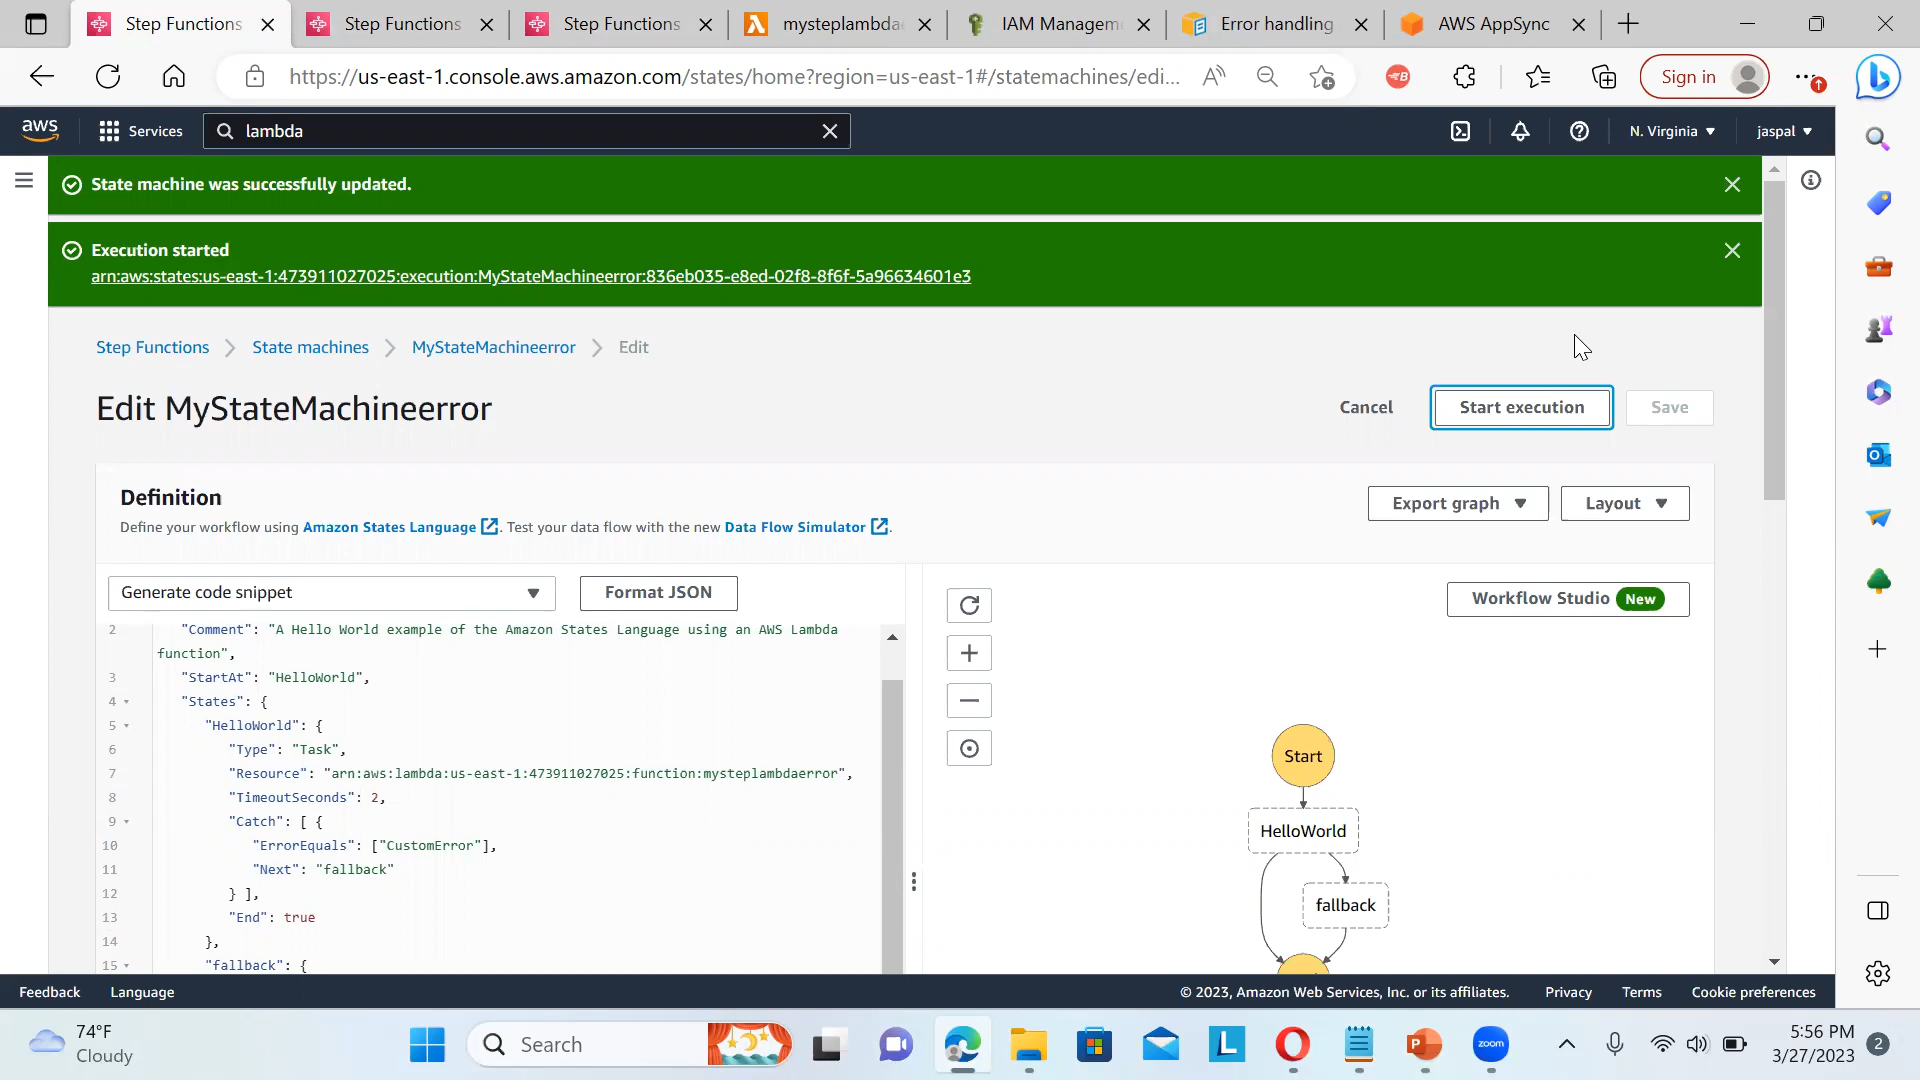 Step Functions
Step Functions
Step Functions
mysteplambda
IAM Managem
Error handling
AWS AppSync
https://us-east-1.console.aws.amazon.com/states/home?region=us-east-1#/statemachines/edi...
Sign in
aws
Services
lambda
N. Virginia
jaspal
State machine was successfully updated.
Execution started
arn:aws:states:us-east-1:473911027025:execution:MyStateMachineerror:836eb035-e8ed-02f8-8f6f-5a96634601e3
Step Functions
State machines
MyStateMachineerror
Edit
Edit MyStateMachineerror
Cancel
Start execution
Save
Definition
Define your workflow using Amazon States Language. Test your data flow with the new Data Flow Simulator.
Export graph
Layout
Generate code snippet
Format JSON
Workflow Studio New
2 "Comment": "A Hello World example of the Amazon States Language using an AWS Lambda
function",
3 "StartAt": "HelloWorld",
4 "States": {
5 "HelloWorld": {
6 "Type": "Task",
7 "Resource": "arn:aws:lambda:us-east-1:473911027025:function:mysteplambdaerror",
8 "TimeoutSeconds": 2,
9 "Catch": [ {
10 "ErrorEquals": ["CustomError"],
11 "Next": "fallback"
12 } ],
13 "End": true
14 },
15 "fallback": {
Start
HelloWorld
fallback
Feedback
Language
© 2023, Amazon Web Services, Inc. or its affiliates.
Privacy
Terms
Cookie preferences
74°F
Cloudy
Search
L
zoom
5:56 PM
3/27/2023
2